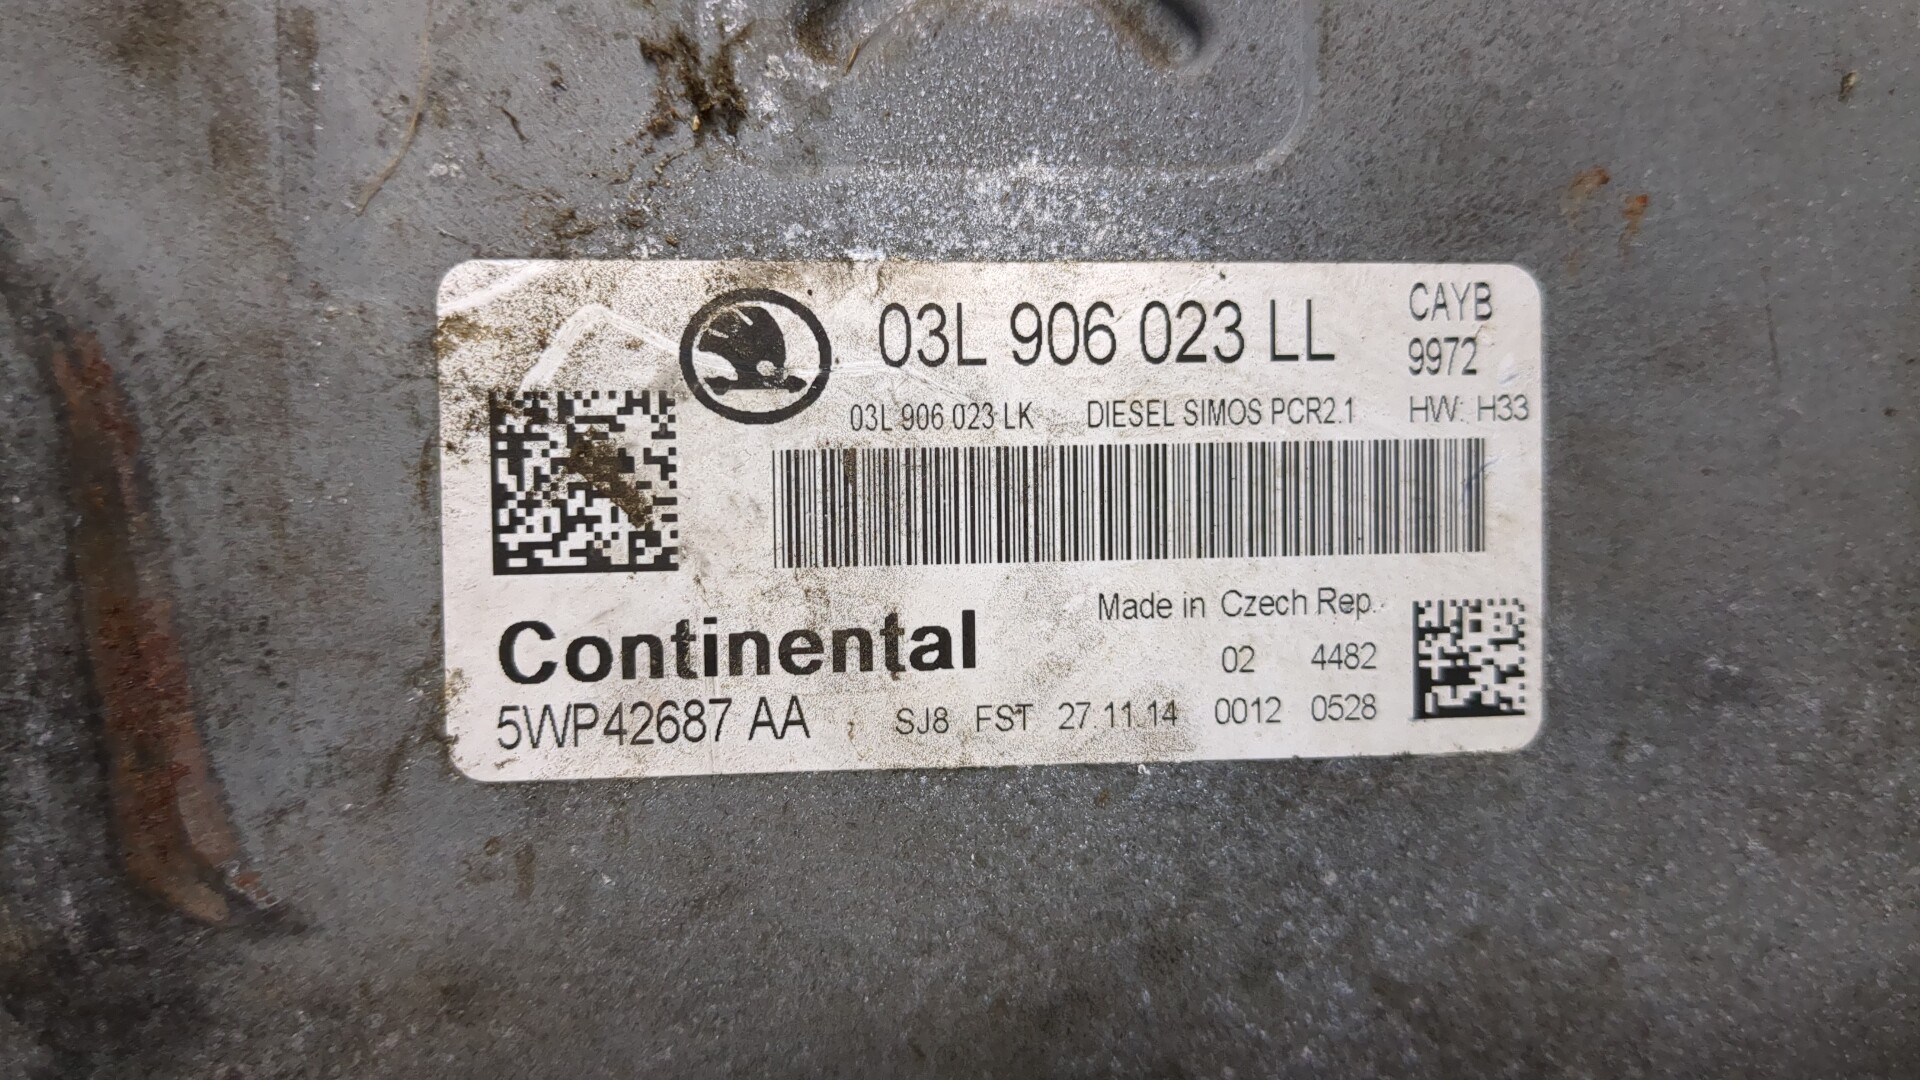 03L 906 023 LL
CAYB
9972
03L 906 023 LK DIESEL SIMOS PCR2.1 HW: H33
Made in Czech Rep.
Continental
02 4482
5WP42687 AA SJ8 FST 27.11.14 0012 0528